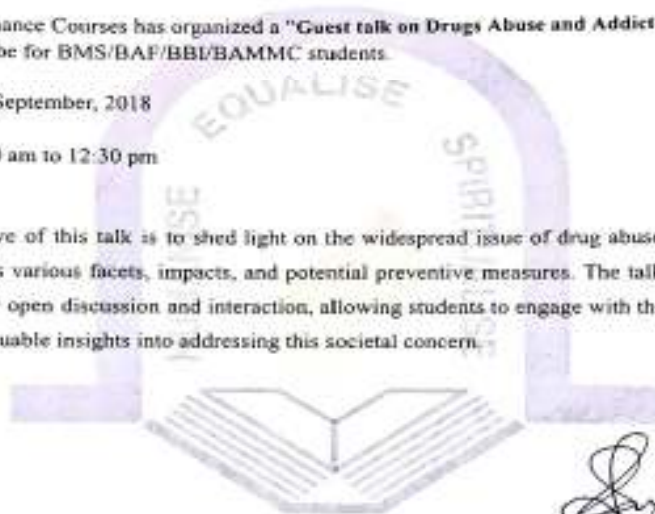 nance Courses has organized a "Guest talk on Drugs Abuse and Addict
be for BMS/BAF/BBI/BAMMC students.
September, 2018
am to 12:30 pm
ve of this talk is to shed light on the widespread issue of drug abuse
s various facets, impacts, and potential preventive measures. The talk
open discussion and interaction, allowing students to engage with th
uable insights into addressing this societal concern.
EQUALISE
SPIRITUALISE